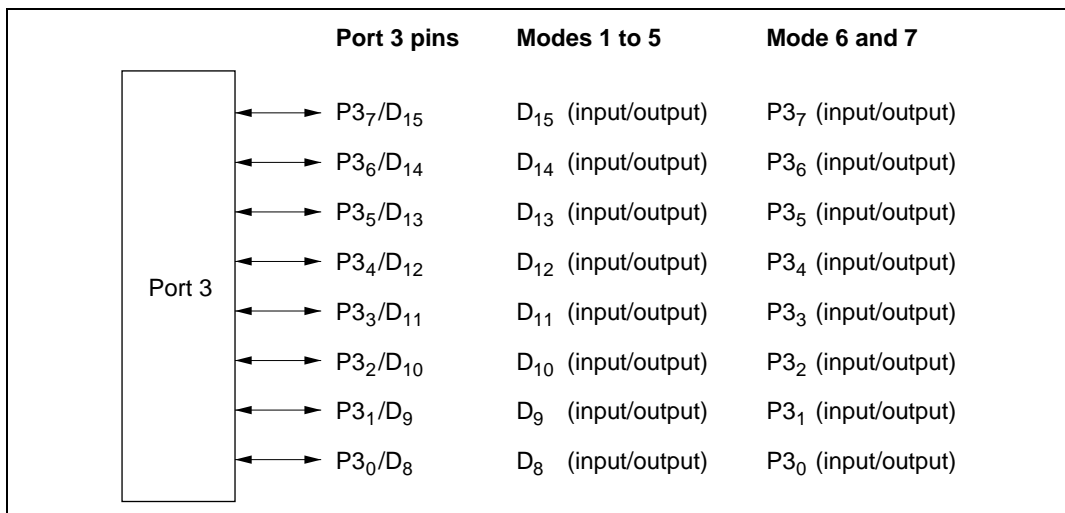 Port 3 pins Modes 1 to 5 Mode 6 and 7
P3₇/D₁₅ D₁₅ (input/output) P3₇ (input/output)
P3₆/D₁₄ D₁₄ (input/output) P3₆ (input/output)
P3₅/D₁₃ D₁₃ (input/output) P3₅ (input/output)
P3₄/D₁₂ D₁₂ (input/output) P3₄ (input/output)
Port 3
P3₃/D₁₁ D₁₁ (input/output) P3₃ (input/output)
P3₂/D₁₀ D₁₀ (input/output) P3₂ (input/output)
P3₁/D₉ D₉ (input/output) P3₁ (input/output)
P3₀/D₈ D₈ (input/output) P3₀ (input/output)